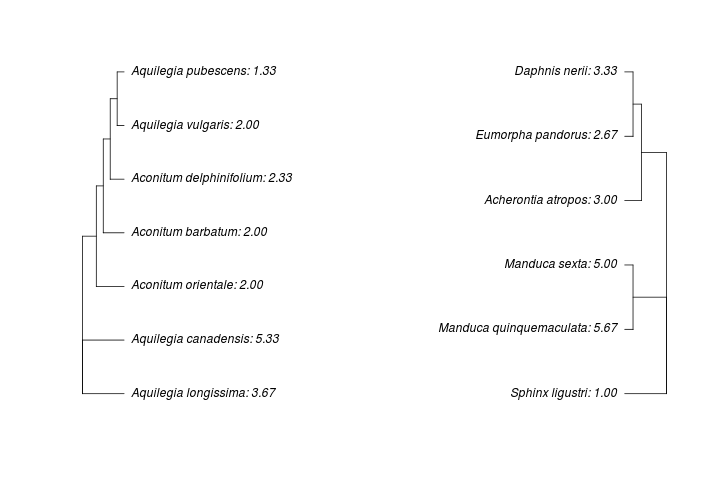 Aquilegia pubescens: 1.33
Aquilegia vulgaris: 2.00
Aconitum delphinifolium: 2.33
Aconitum barbatum: 2.00
Aconitum orientale: 2.00
Aquilegia canadensis: 5.33
Aquilegia longissima: 3.67
Daphnis nerii: 3.33
Eumorpha pandorus: 2.67
Acherontia atropos: 3.00
Manduca sexta: 5.00
Manduca quinquemaculata: 5.67
Sphinx ligustri: 1.00